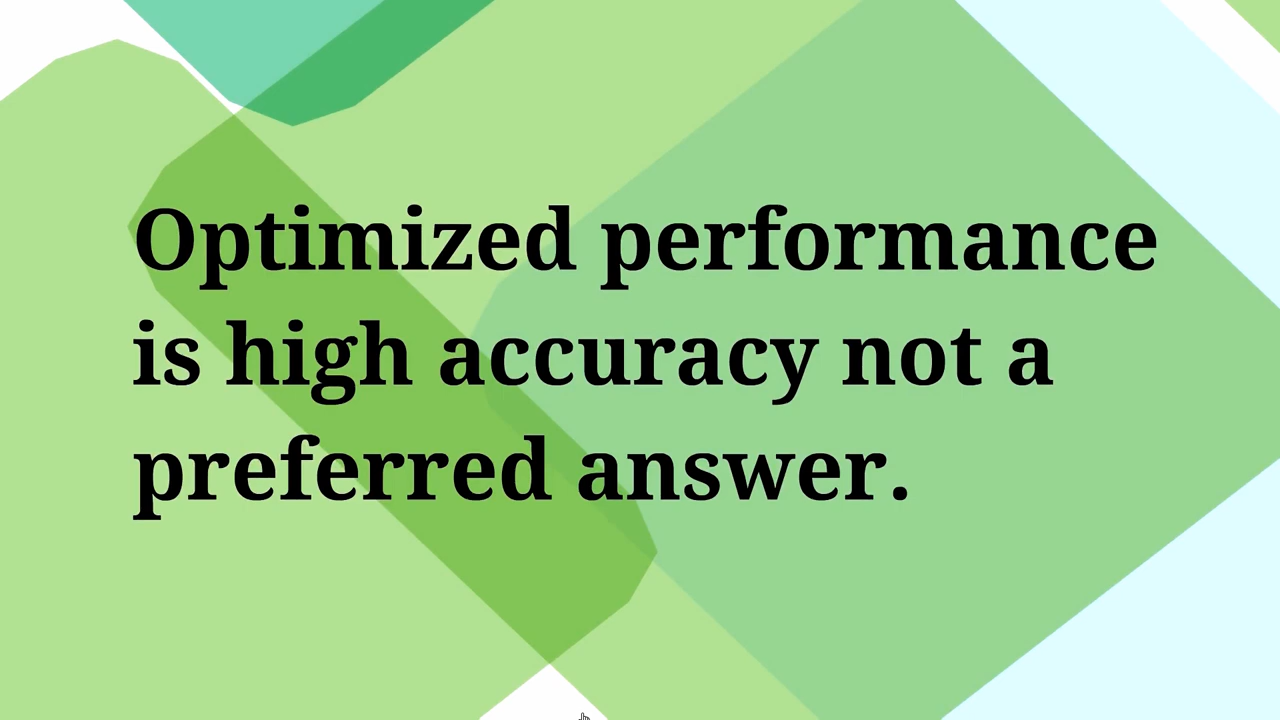 Optimized performance
is high accuracy not a
preferred answer.